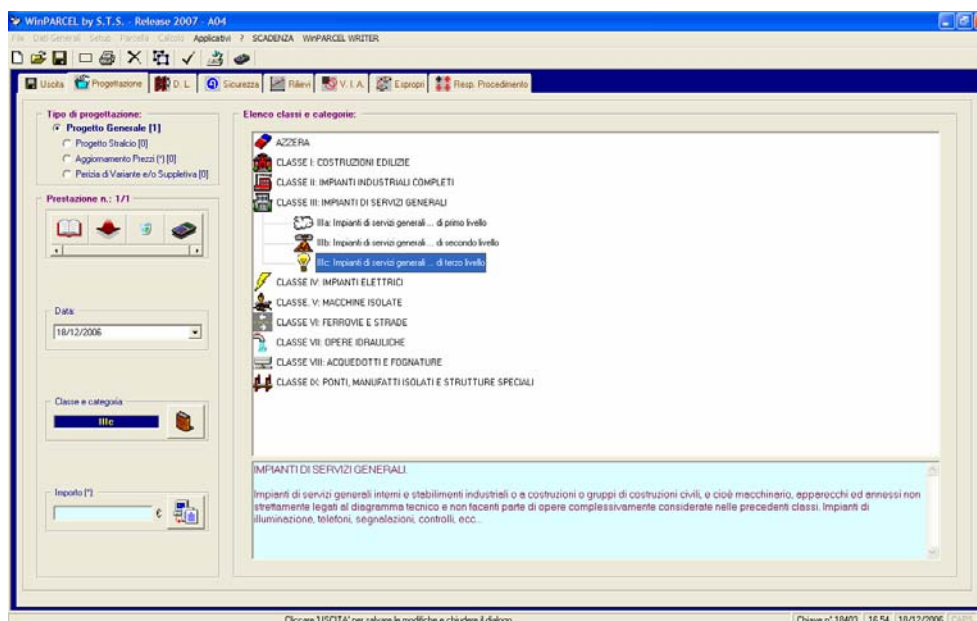 WinPARCEL by S.T.S. - Release 2007 - A04
File Dati Generali Setup Parcella Calcolo Applicativi ? SCADENZA WinPARCEL WRITER
Uscita Progettazione D. L. Sicurezza Rilievi V. I. A. Espropri Resp. Procedimento
Tipo di progettazione:
Progetto Generale [1]
Progetto Stralcio [0]
Aggiornamento Prezzi (*) [0]
Perizia di Variante e/o Suppletiva [0]
Prestazione n.: 1/1
Data:
18/12/2006
Classe e categoria
IIIc
Importo (*):
€
Elenco classi e categorie:
AZZERA
CLASSE I: COSTRUZIONI EDILIZIE
CLASSE II: IMPIANTI INDUSTRIALI COMPLETI
CLASSE III: IMPIANTI DI SERVIZI GENERALI
IIIa: Impianti di servizi generali ... di primo livello
IIIb: Impianti di servizi generali ... di secondo livello
IIIc: Impianti di servizi generali ... di terzo livello
CLASSE IV: IMPIANTI ELETTRICI
CLASSE. V: MACCHINE ISOLATE
CLASSE VI: FERROVIE E STRADE
CLASSE VII: OPERE IDRAULICHE
CLASSE VIII: ACQUEDOTTI E FOGNATURE
CLASSE IX: PONTI, MANUFATTI ISOLATI E STRUTTURE SPECIALI
IMPIANTI DI SERVIZI GENERALI.
Impianti di servizi generali interni e stabilimenti industriali o a costruzioni o gruppi di costruzioni civili, e cioè macchinario, apparecchi ed annessi non
strettamente legati al diagramma tecnico e non facenti parte di opere complessivamente considerate nelle precedenti classi. Impianti di
illuminazione, telefoni, segnalazioni, controlli, ecc...
Cliccare 'USCITA' per salvare le modifiche e chiudere il dialogo Chiave n° 18403 16.54 18/12/2006 CAPS